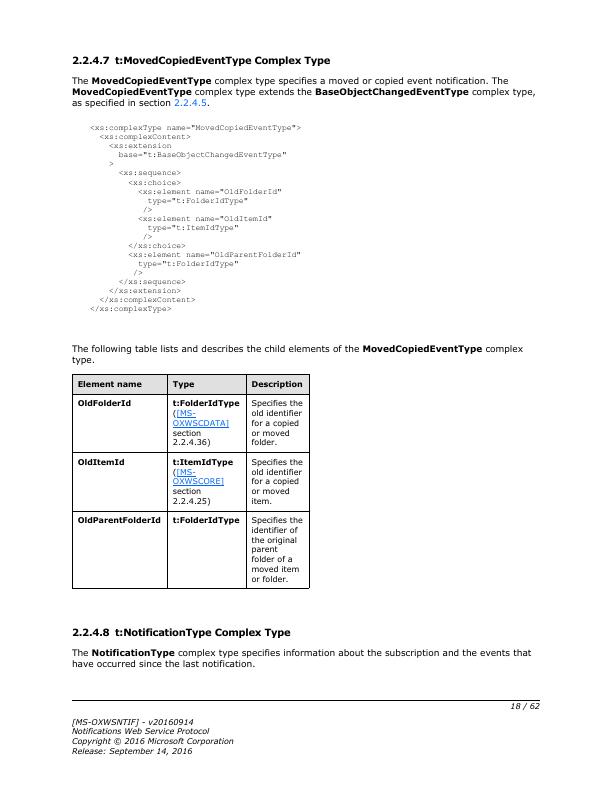 2.2.4.7 t:MovedCopiedEventType Complex Type
The MovedCopiedEventType complex type specifies a moved or copied event notification. The
MovedCopiedEventType complex type extends the BaseObjectChangedEventType complex type,
as specified in section 2.2.4.5.
<xs:complexType name="MovedCopiedEventType">
<xs:complexContent>
<xs:extension
base="t:BaseObjectChangedEventType"
>
<xs:sequence>
<xs:choice>
<xs:element name="OldFolderId"
type="t:FolderIdType"
/>
<xs:element name="OldItemId"
type="t:ItemIdType"
/>
</xs:choice>
<xs:element name="OldParentFolderId"
type="t:FolderIdType"
/>
</xs:sequence>
</xs:extension>
</xs:complexContent>
</xs:complexType>
The following table lists and describes the child elements of the MovedCopiedEventType complex
type.
Element name Type Description
OldFolderId
t:FolderIdType
([MS-
OXWSCDATA]
section
2.2.4.36)
Specifies the
old identifier
for a copied
or moved
folder.
OldItemId
t:ItemIdType
([MS-
OXWSCORE]
section
2.2.4.25)
Specifies the
old identifier
for a copied
or moved
item.
OldParentFolderId
t:FolderIdType
Specifies the
identifier of
the original
parent
folder of a
moved item
or folder.
2.2.4.8 t:NotificationType Complex Type
The NotificationType complex type specifies information about the subscription and the events that
have occurred since the last notification.
18 / 62
[MS-OXWSNTIF] - v20160914
Notifications Web Service Protocol
Copyright © 2016 Microsoft Corporation
Release: September 14, 2016